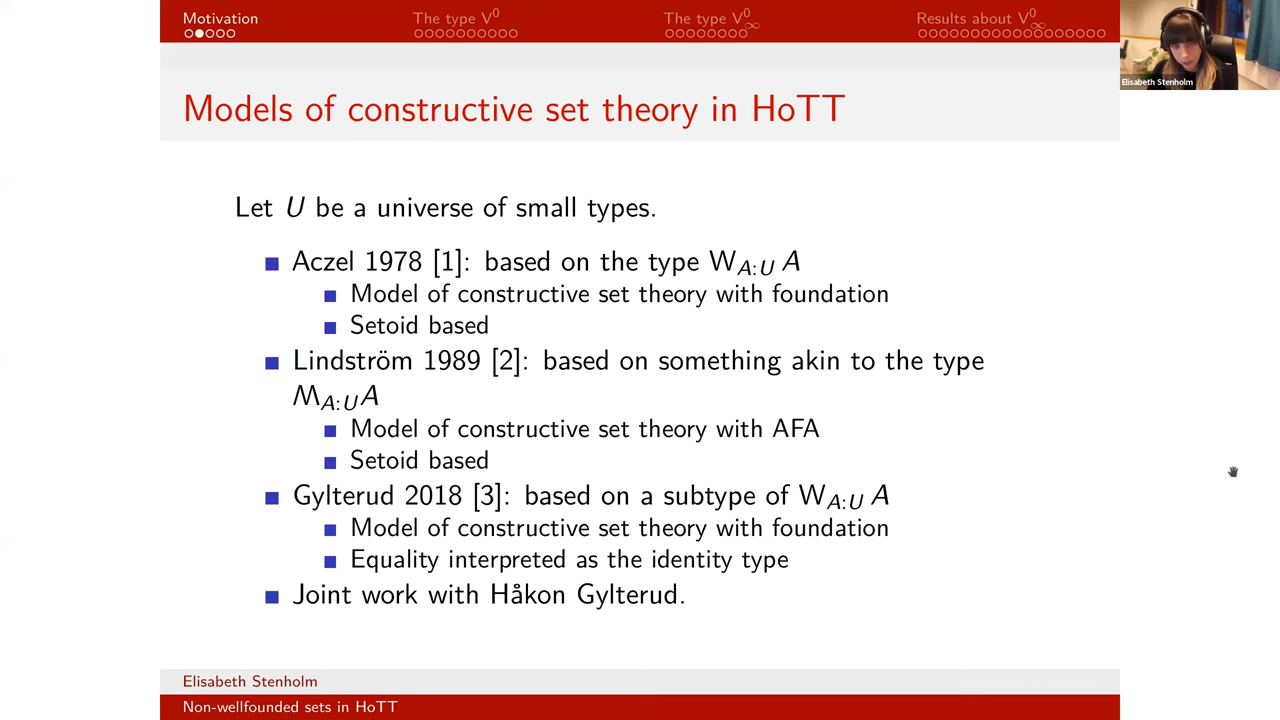 Motivation
The type V⁰
The type V⁰∞
Results about V⁰∞
Elisabeth Stenholm
Models of constructive set theory in HoTT
Let U be a universe of small types.
Aczel 1978 [1]: based on the type W_{A:U} A
Model of constructive set theory with foundation
Setoid based
Lindström 1989 [2]: based on something akin to the type
M_{A:U} A
Model of constructive set theory with AFA
Setoid based
Gylterud 2018 [3]: based on a subtype of W_{A:U} A
Model of constructive set theory with foundation
Equality interpreted as the identity type
Joint work with Håkon Gylterud.
Elisabeth Stenholm
Non-wellfounded sets in HoTT